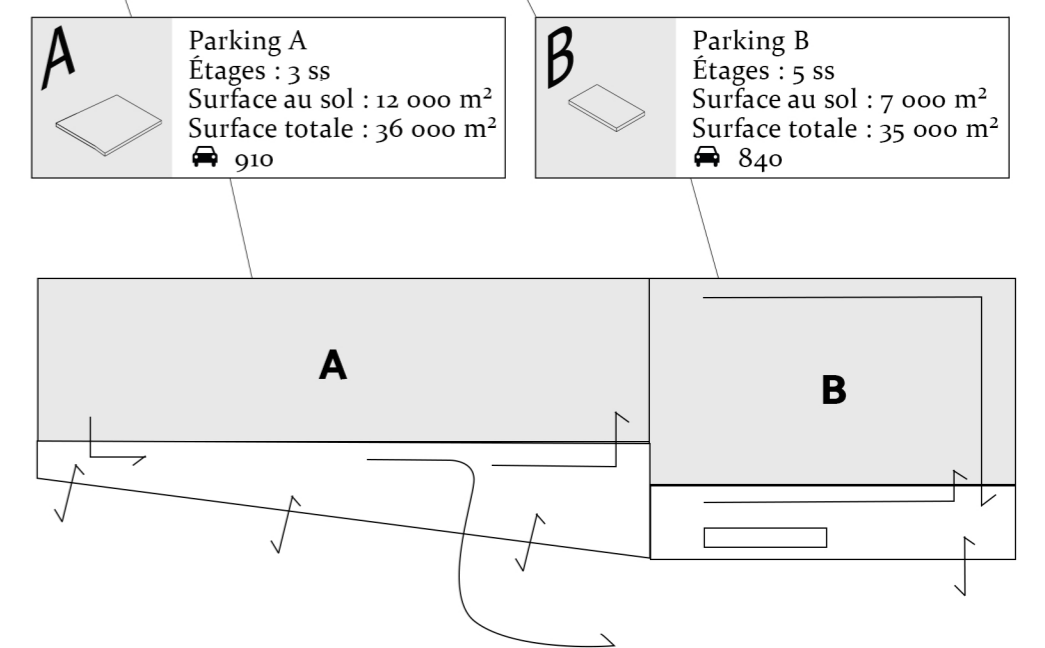 A
Parking A
Étages : 3 ss
Surface au sol : 12 000 m²
Surface totale : 36 000 m²
910
B
Parking B
Étages : 5 ss
Surface au sol : 7 000 m²
Surface totale : 35 000 m²
840
A
B